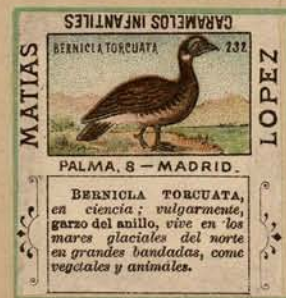 CARAMELOS INFANTILES
MATIAS
LOPEZ
BERNICLA TORCUATA 232
PALMA, 8 — MADRID.
BERNICLA TORCUATA,
en ciencia; vulgarmente,
garzo del anillo, vive en los
mares glaciales del norte
en grandes bandadas, come
vegetales y animales.